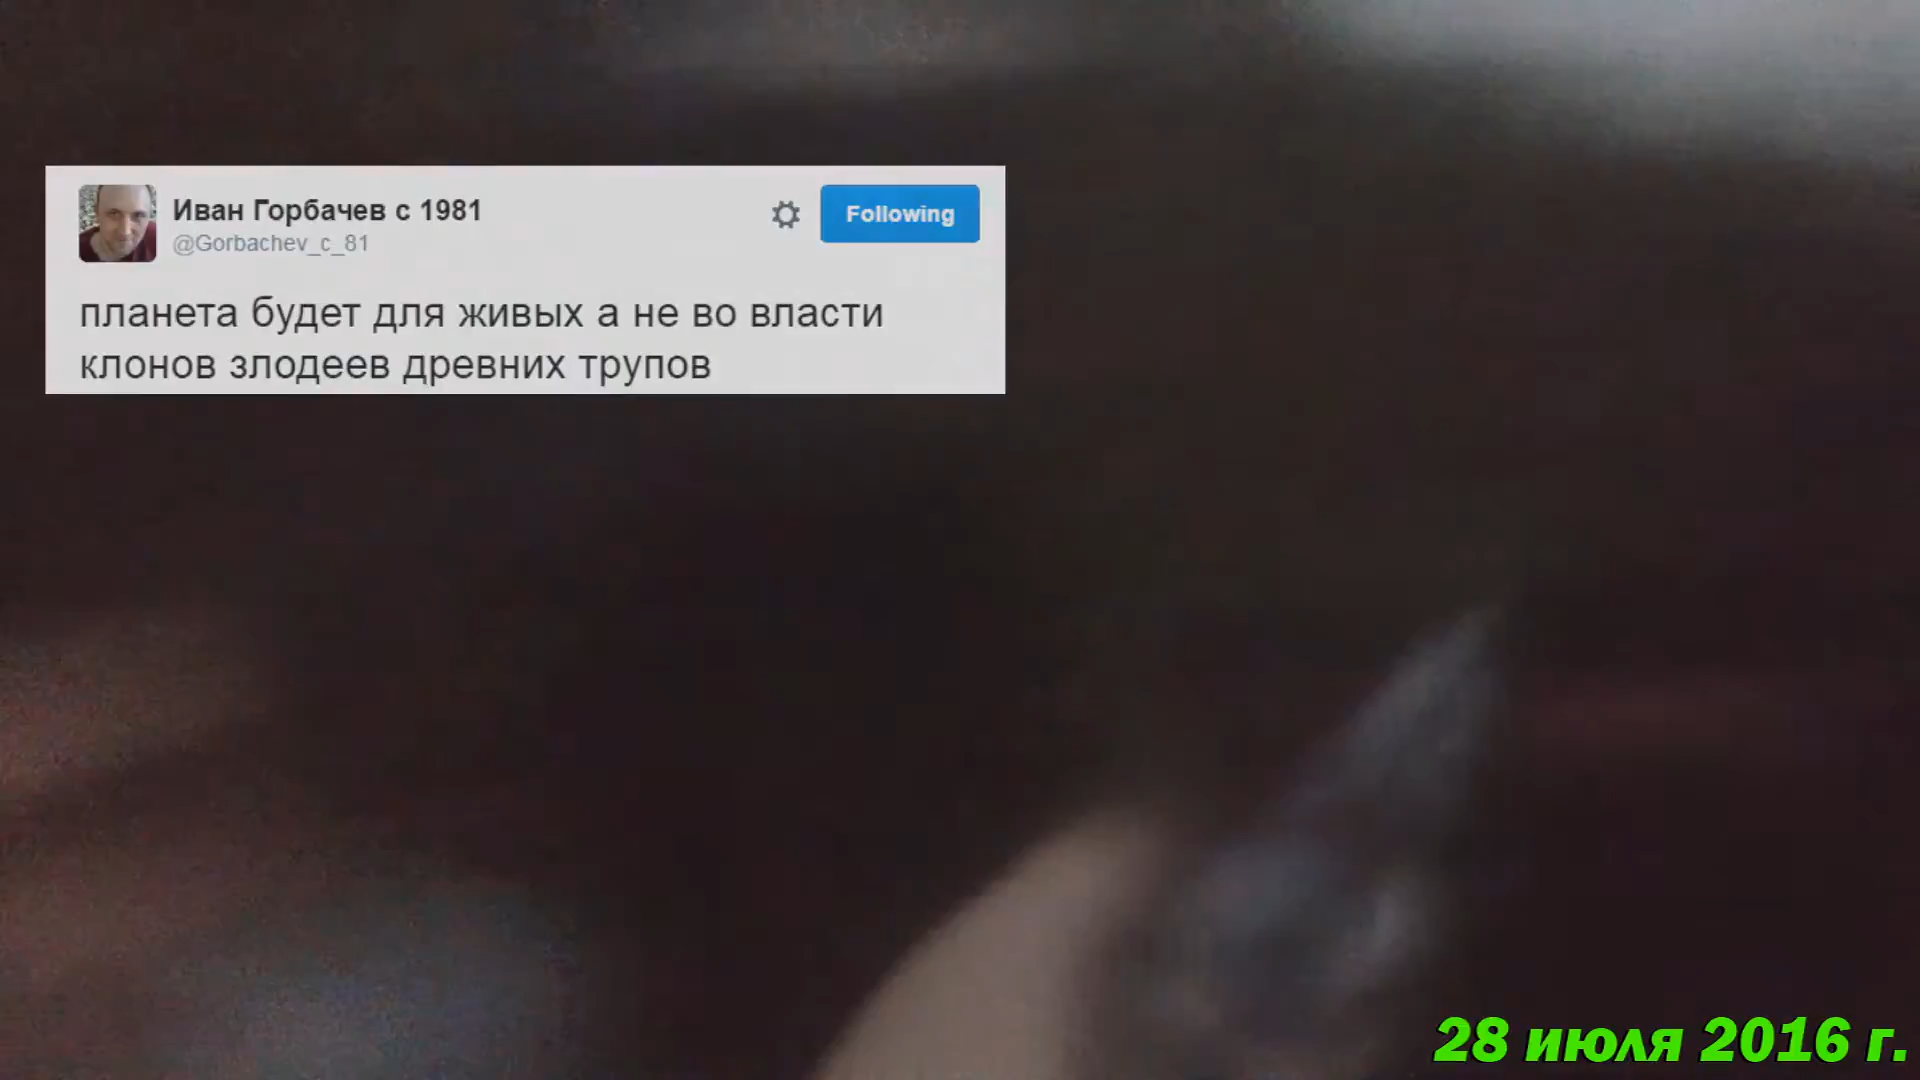 Иван Горбачев с 1981
@Gorbachev_c_81
Following
планета будет для живых а не во власти
клонов злодеев древних трупов
28 июля 2016 г.